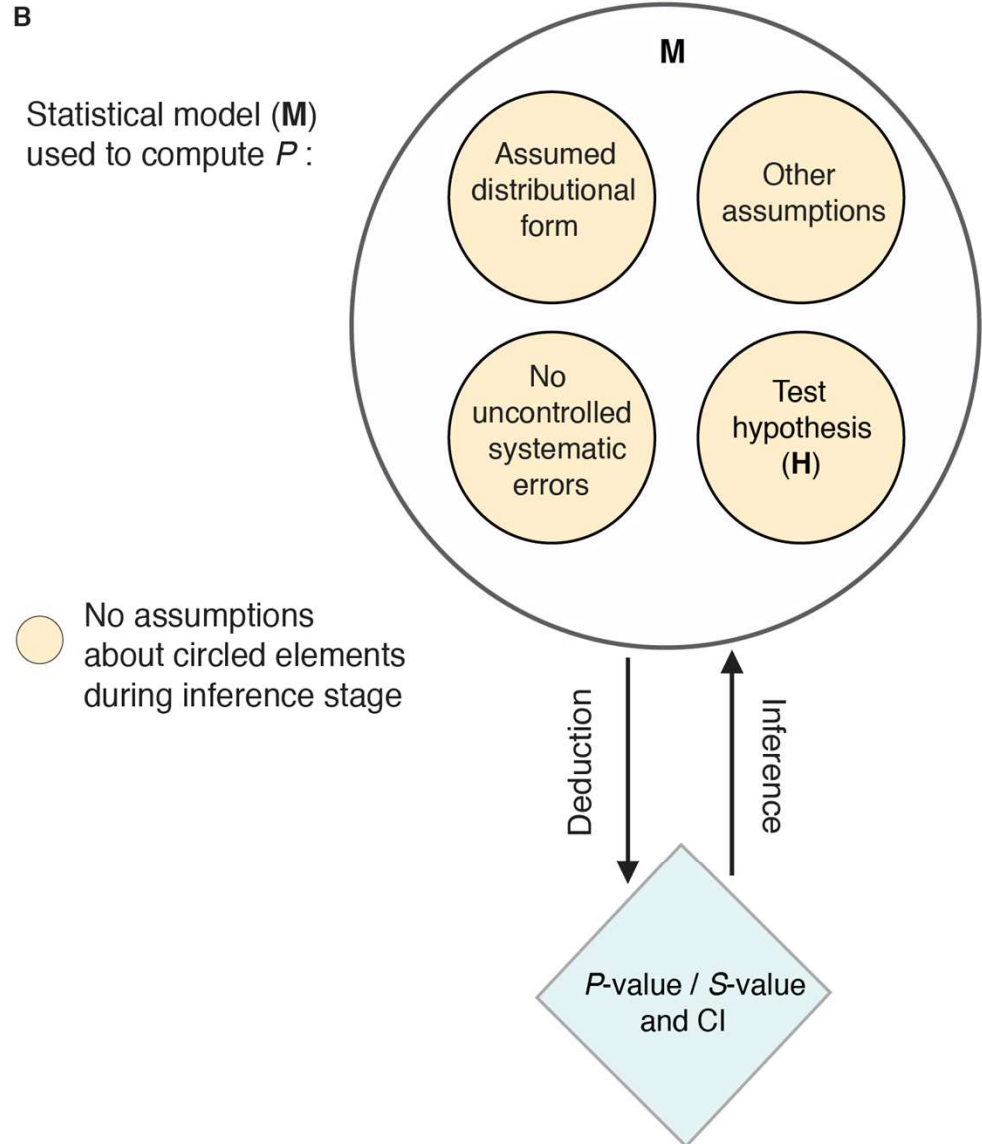 B
M
Statistical model (M)
used to compute P :
Assumed
distributional
form
Other
assumptions
No
uncontrolled
systematic
errors
Test
hypothesis
(H)
No assumptions
about circled elements
during inference stage
Deduction
Inference
P-value / S-value
and CI